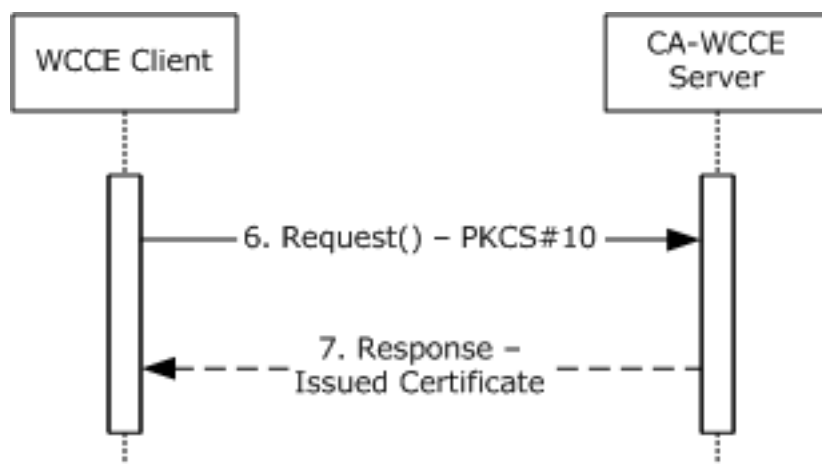 WCCE Client
CA-WCCE
Server
6. Request() – PKCS#10
7. Response –
Issued Certificate